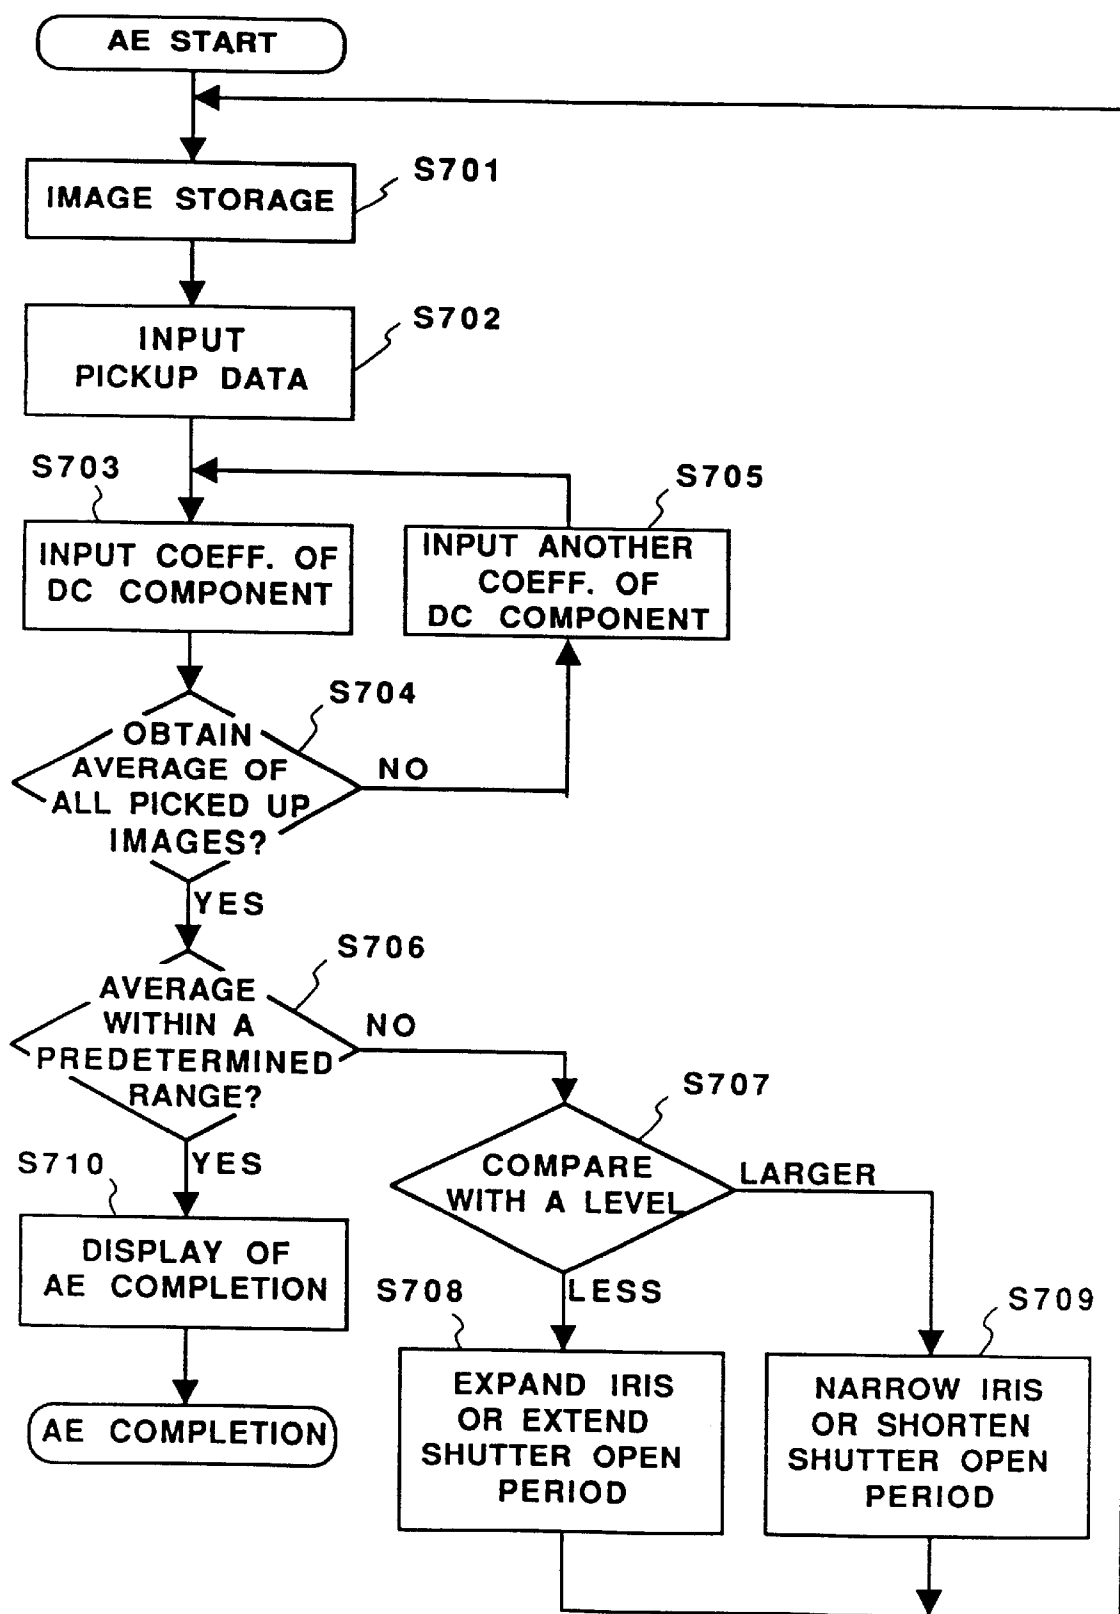 AE START
S701
IMAGE STORAGE
S702
INPUT
PICKUP DATA
S703
S705
INPUT COEFF. OF
DC COMPONENT
INPUT ANOTHER
COEFF. OF
DC COMPONENT
S704
OBTAIN
AVERAGE OF
ALL PICKED UP
IMAGES?
NO
YES
S706
AVERAGE
WITHIN A
PREDETERMINED
RANGE?
NO
S707
S710
YES
COMPARE
WITH A LEVEL
LARGER
DISPLAY OF
AE COMPLETION
S708
LESS
S709
EXPAND IRIS
OR EXTEND
SHUTTER OPEN
PERIOD
NARROW IRIS
OR SHORTEN
SHUTTER OPEN
PERIOD
AE COMPLETION